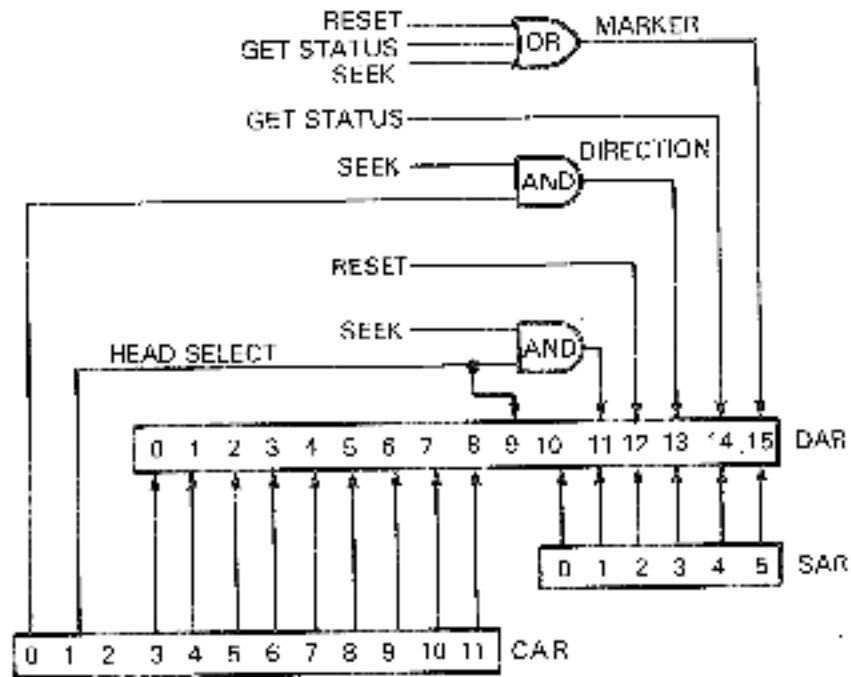 RESET
GET STATUS
SEEK
OR
MARKER
GET STATUS
SEEK
AND
DIRECTION
RESET
SEEK
AND
HEAD SELECT
0 1 2 3 4 5 6 7 8 9 10 11 12 13 14 15 DAR
0 1 2 3 4 5 SAR
0 1 2 3 4 5 6 7 8 9 10 11 CAR